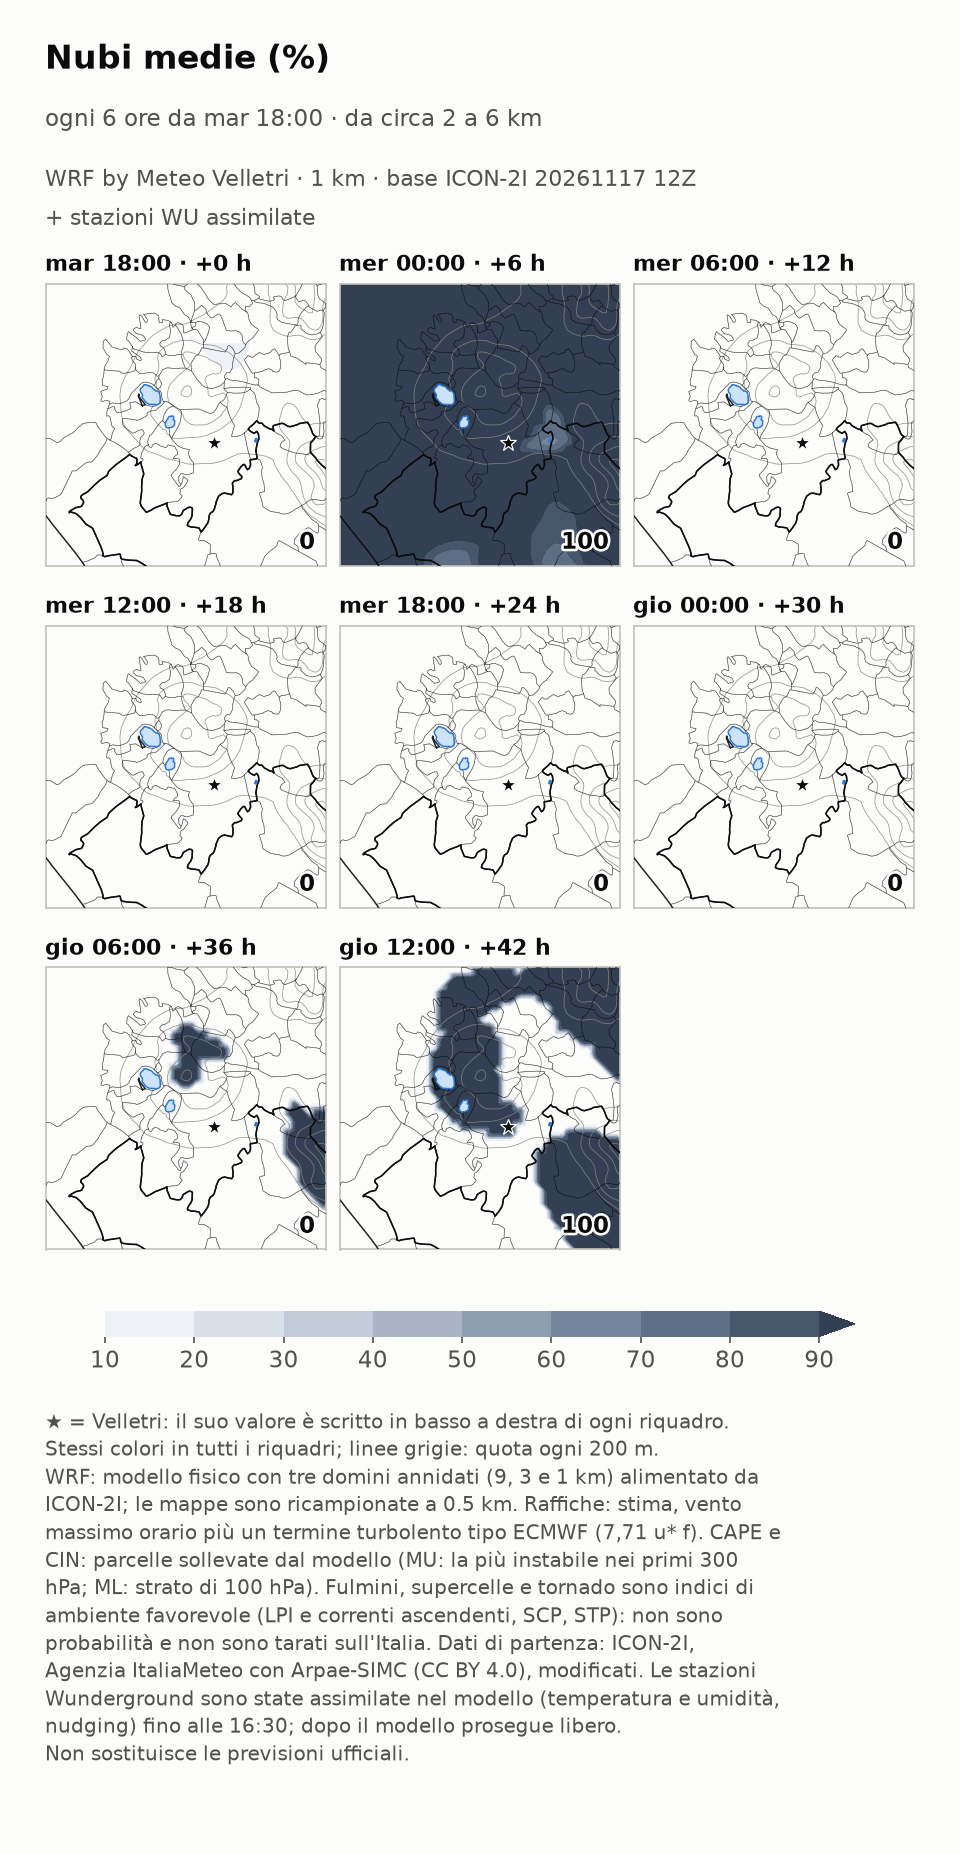 Nubi medie (%)
ogni 6 ore da mar 18:00 · da circa 2 a 6 km
WRF by Meteo Velletri · 1 km · base ICON-2I 20261117 12Z
+ stazioni WU assimilate
mar 18:00 · +0 h
mer 00:00 · +6 h
mer 06:00 · +12 h
0
100
0
mer 12:00 · +18 h
mer 18:00 · +24 h
gio 00:00 · +30 h
0
0
0
gio 06:00 · +36 h
gio 12:00 · +42 h
0
100
10 20 30 40 50 60 70 80 90
★ = Velletri: il suo valore è scritto in basso a destra di ogni riquadro.
Stessi colori in tutti i riquadri; linee grigie: quota ogni 200 m.
WRF: modello fisico con tre domini annidati (9, 3 e 1 km) alimentato da
ICON-2I; le mappe sono ricampionate a 0.5 km. Raffiche: stima, vento
massimo orario più un termine turbolento tipo ECMWF (7,71 u* f). CAPE e
CIN: parcelle sollevate dal modello (MU: la più instabile nei primi 300
hPa; ML: strato di 100 hPa). Fulmini, supercelle e tornado sono indici di
ambiente favorevole (LPI e correnti ascendenti, SCP, STP): non sono
probabilità e non sono tarati sull'Italia. Dati di partenza: ICON-2I,
Agenzia ItaliaMeteo con Arpae-SIMC (CC BY 4.0), modificati. Le stazioni
Wunderground sono state assimilate nel modello (temperatura e umidità,
nudging) fino alle 16:30; dopo il modello prosegue libero.
Non sostituisce le previsioni ufficiali.